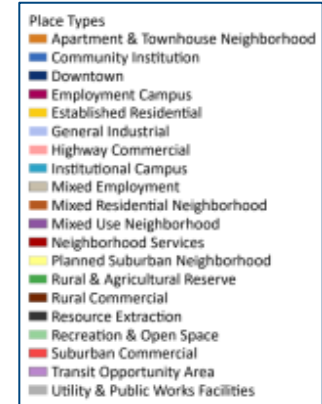 Place Types
Apartment & Townhouse Neighborhood
Community Institution
Downtown
Employment Campus
Established Residential
General Industrial
Highway Commercial
Institutional Campus
Mixed Employment
Mixed Residential Neighborhood
Mixed Use Neighborhood
Neighborhood Services
Planned Suburban Neighborhood
Rural & Agricultural Reserve
Rural Commercial
Resource Extraction
Recreation & Open Space
Suburban Commercial
Transit Opportunity Area
Utility & Public Works Facilities